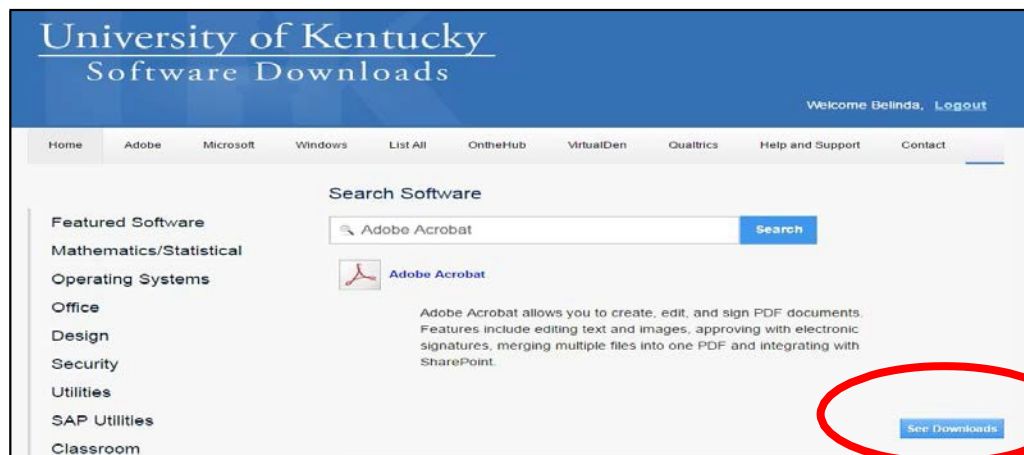 University of Kentucky
Software Downloads
Welcome Belinda, Logout
Home Adobe Microsoft Windows List All OntheHub VirtualDen Qualtrics Help and Support Contact
Search Software
Adobe Acrobat
Search
Featured Software
Mathematics/Statistical
Operating Systems
Office
Design
Security
Utilities
SAP Utilities
Classroom
Adobe Acrobat
Adobe Acrobat allows you to create, edit, and sign PDF documents.
Features include editing text and images, approving with electronic
signatures, merging multiple files into one PDF and integrating with
SharePoint.
See Downloads